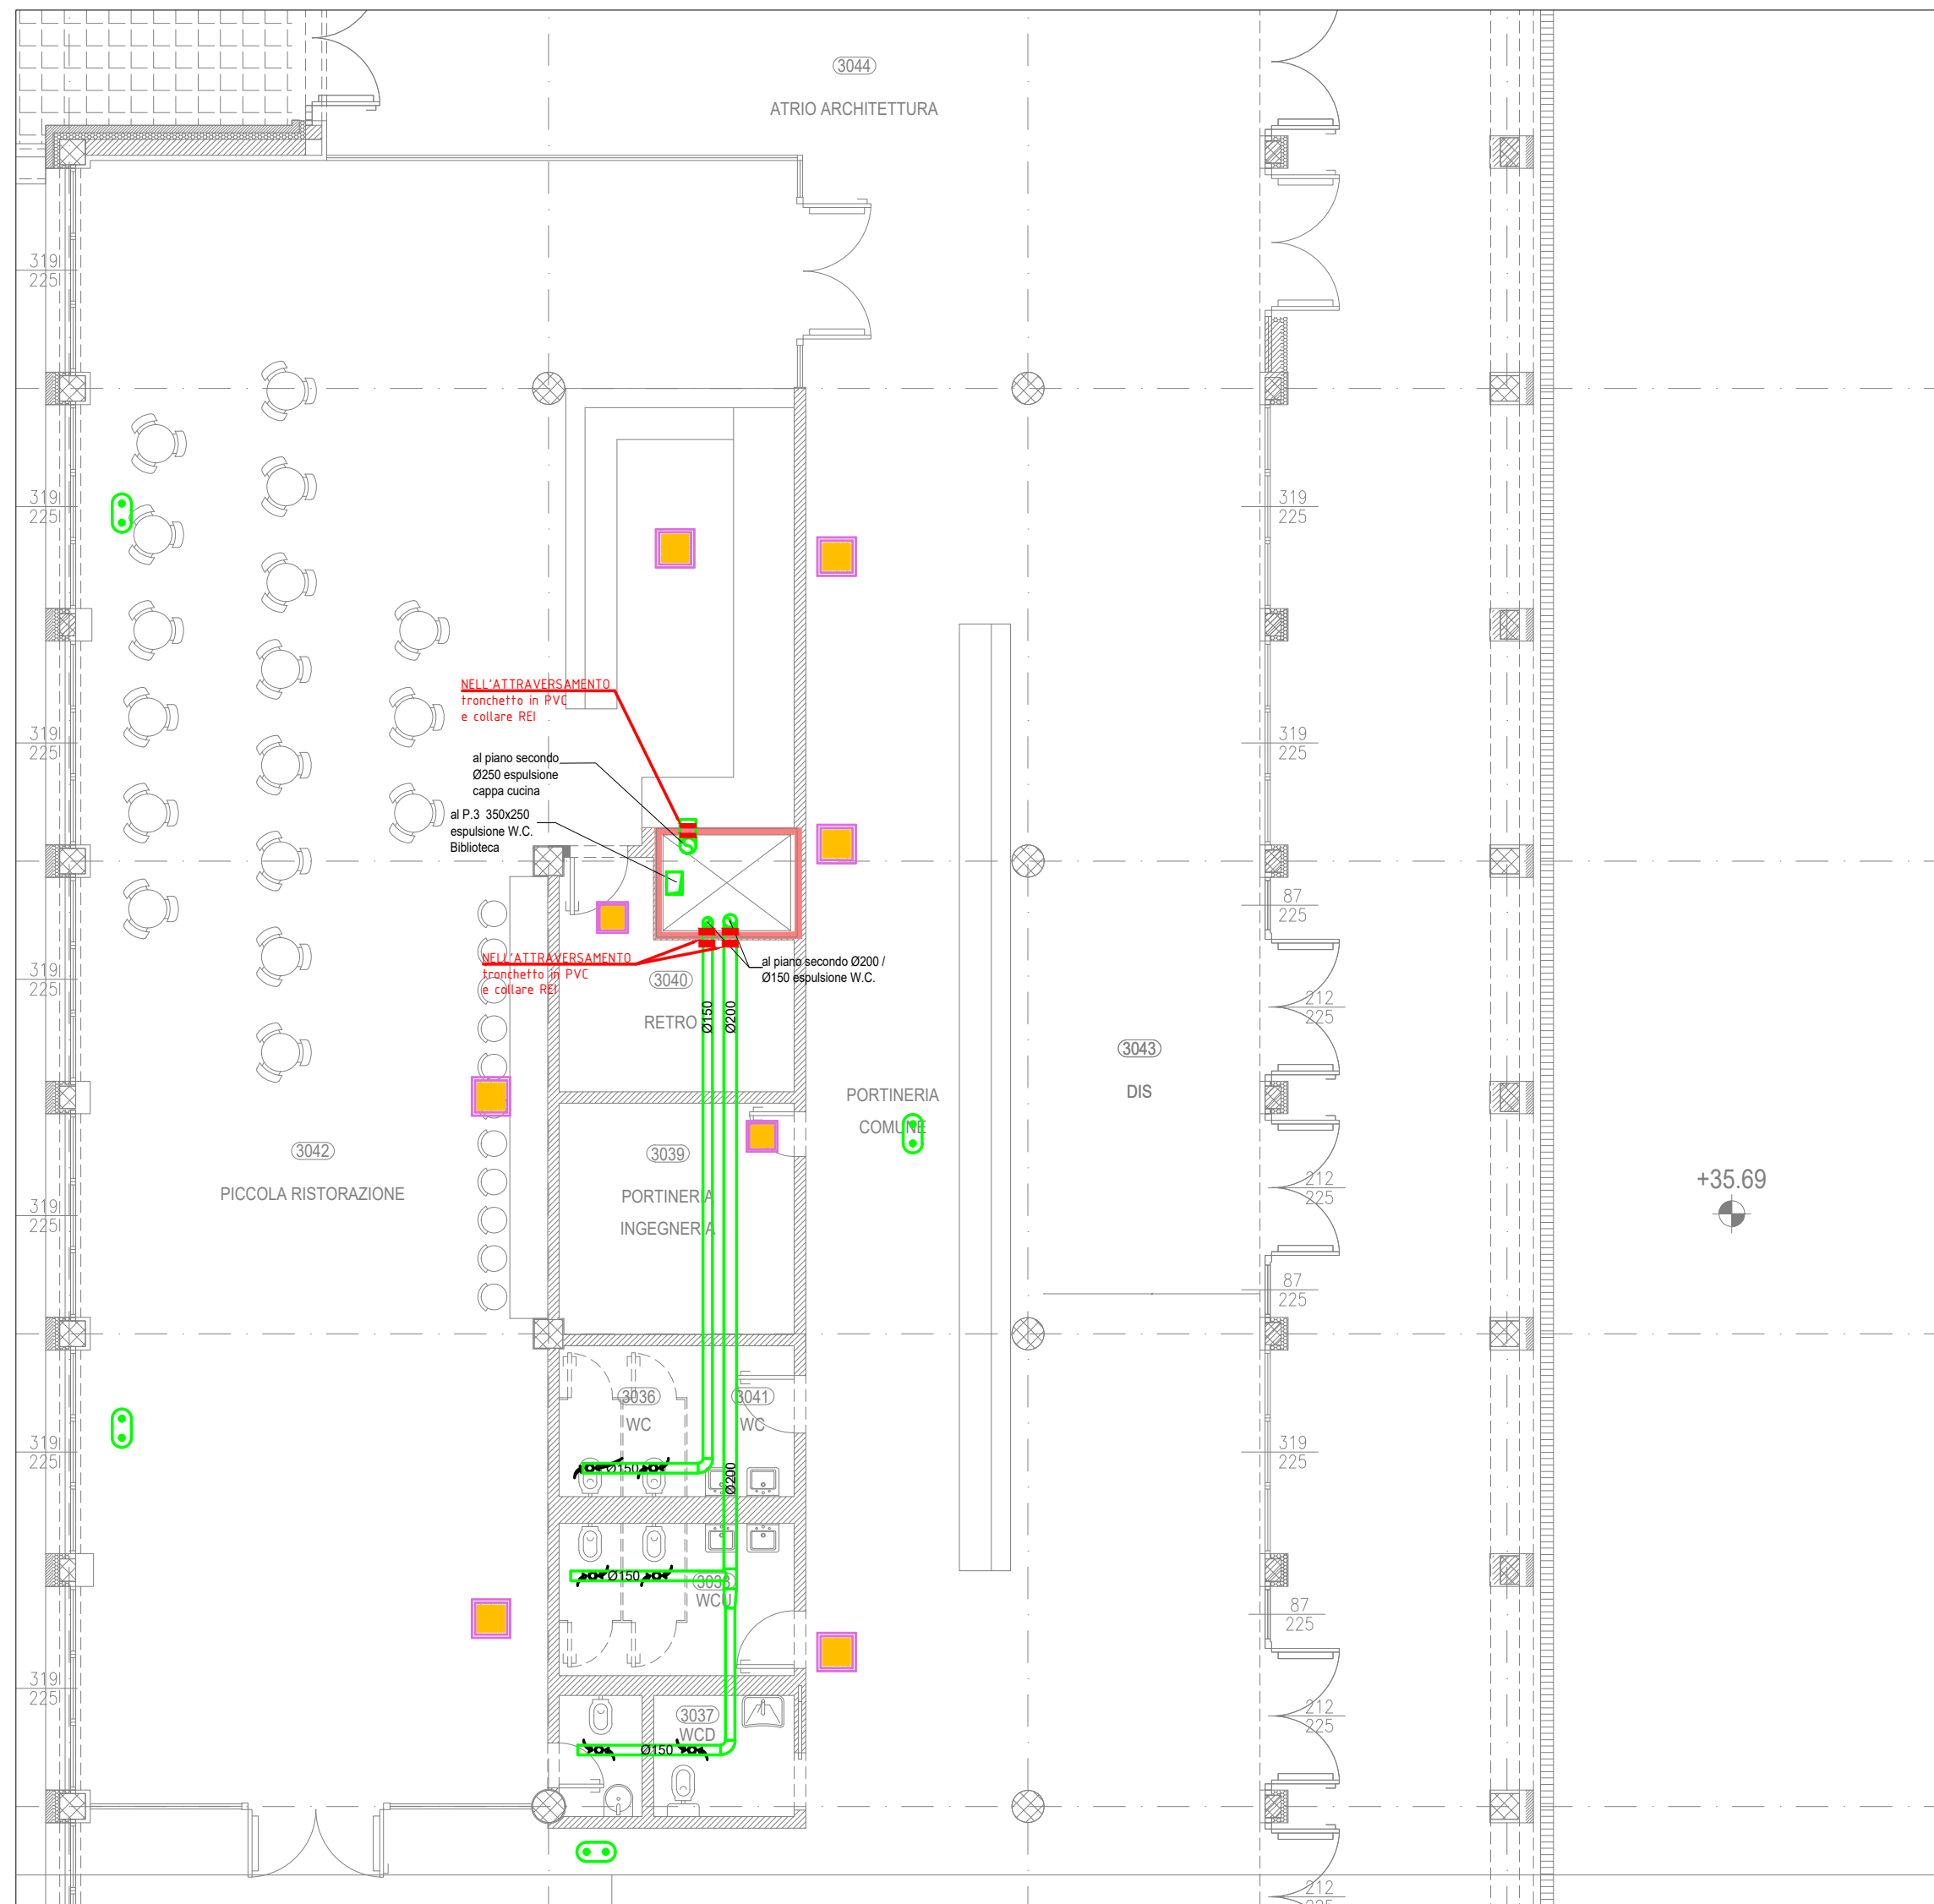 3044
ATRIO ARCHITETTURA
319
225
319
225
319
225
NELL'ATTRAVERSAMENTO
tronchetto in PVC
e collare REI
319
225
319
225
al piano secondo
Ø250 espulsione
cappa cucina
al P.3 350x250
espulsione W.C.
Biblioteca
87
225
NELL'ATTRAVERSAMENTO
tronchetto in PVC
e collare REI
al piano secondo Ø200 /
Ø150 espulsione W.C.
319
225
3040
RETRO
Ø150
Ø200
212
225
3043
DIS
PORTINERIA
COMUNE
3042
PICCOLA RISTORAZIONE
3039
PORTINERIA
INGEGNERIA
212
225
+35.69
319
225
87
225
3036
WC
3041
WC
319
225
319
225
Ø150
Ø200
Ø150
WCU
87
225
319
225
3037
WCD
212
225
Ø150
212